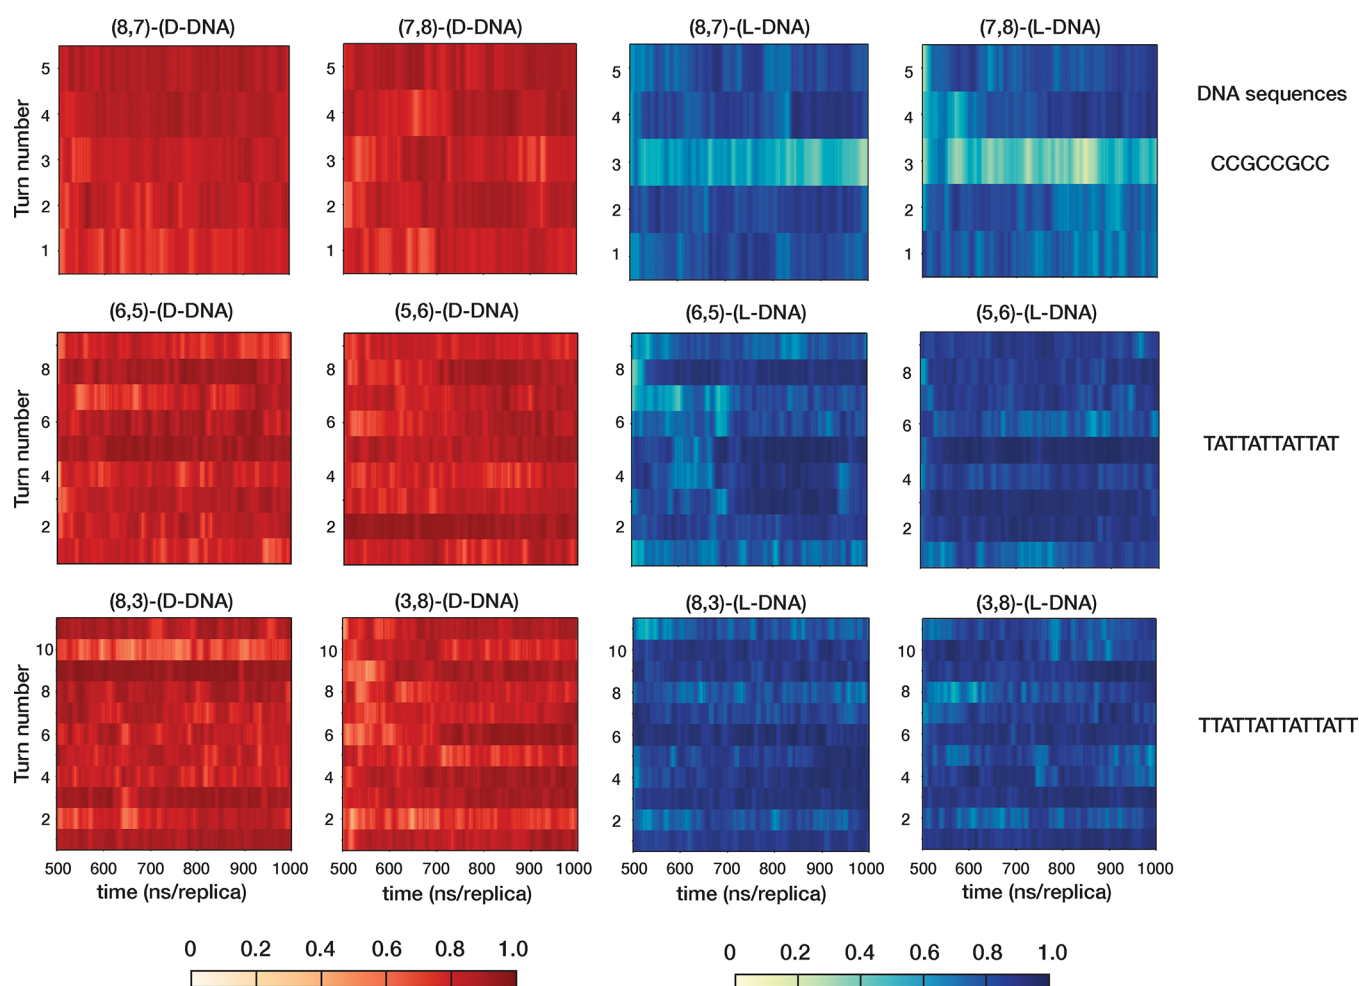 (8,7)-(D-DNA) (7,8)-(D-DNA) (8,7)-(L-DNA) (7,8)-(L-DNA)
Turn number
5 5 5 5
4 4 4 4
3 3 3 3
2 2 2 2
1 1 1 1
DNA sequences
CCGCCGCC
(6,5)-(D-DNA) (5,6)-(D-DNA) (6,5)-(L-DNA) (5,6)-(L-DNA)
Turn number
8 8 8 8
6 6 6 6
4 4 4 4
2 2 2 2
TATTATTATTAT
(8,3)-(D-DNA) (3,8)-(D-DNA) (8,3)-(L-DNA) (3,8)-(L-DNA)
Turn number
10 10 10 10
8 8 8 8
6 6 6 6
4 4 4 4
2 2 2 2
TTATTATTATTATT
500 600 700 800 900 1000 500 600 700 800 900 1000 500 600 700 800 900 1000 500 600 700 800 900 1000
time (ns/replica) time (ns/replica) time (ns/replica) time (ns/replica)
0 0.2 0.4 0.6 0.8 1.0 0 0.2 0.4 0.6 0.8 1.0